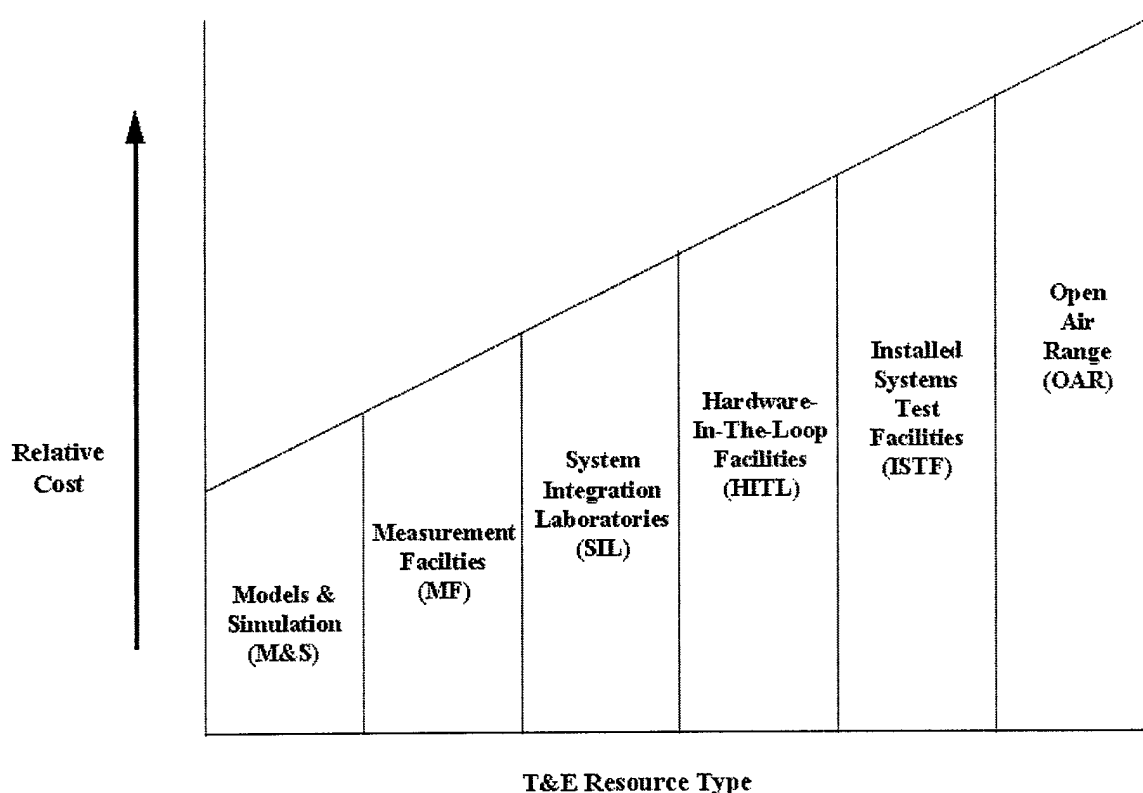 Relative
Cost
Models &
Simulation
(M&S)
Measurement
Facilties
(MF)
System
Integration
Laboratories
(SIL)
Hardware-
In-The-Loop
Facilities
(HITL)
Installed
Systems
Test
Facilities
(ISTF)
Open
Air
Range
(OAR)
T&E Resource Type